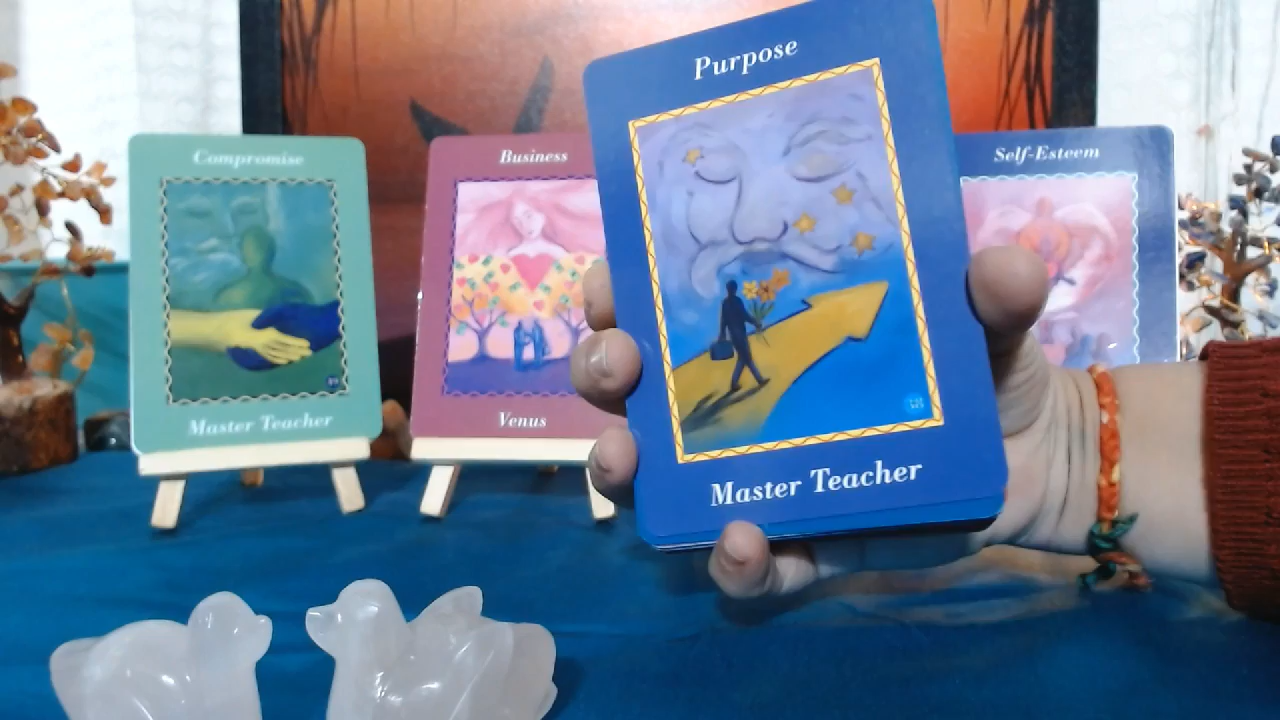 Compromise
Master Teacher
Business
Venus
Purpose
Master Teacher
Self-Esteem